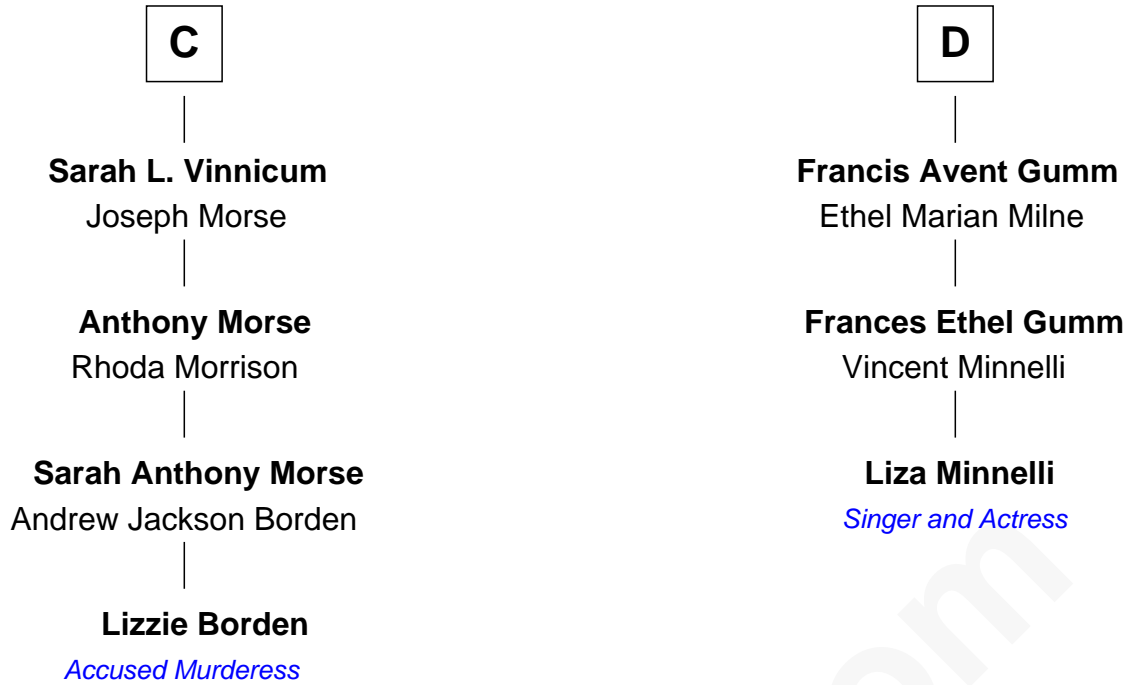 C
Sarah L. Vinnicum
Joseph Morse
Anthony Morse
Rhoda Morrison
Sarah Anthony Morse
Andrew Jackson Borden
Lizzie Borden
Accused Murderess
D
Francis Avent Gumm
Ethel Marian Milne
Frances Ethel Gumm
Vincent Minnelli
Liza Minnelli
Singer and Actress
om